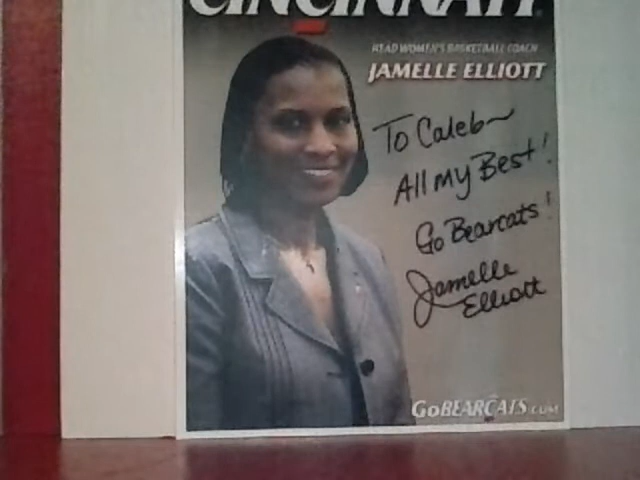 CINCINNATI
HEAD WOMEN'S BASKETBALL COACH
JAMELLE ELLIOTT
To Caleb
All My Best!
Go Bearcats!
Jamelle
Elliott
GoBEARCATS.COM